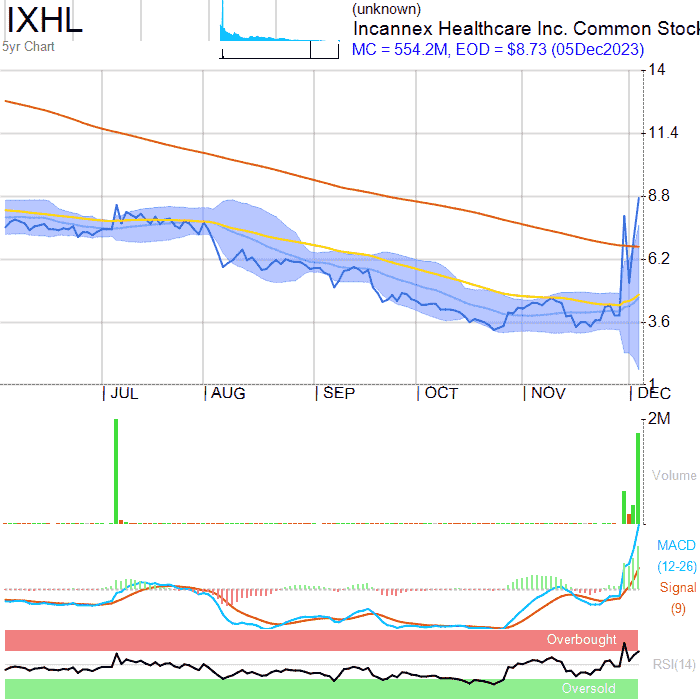 IXHL
(unknown)
Incannex Healthcare Inc. Common Stock
5yr Chart
MC = 554.2M, EOD = $8.73 (05Dec2023)
14
11.4
8.8
6.2
3.6
1
JUL AUG SEP OCT NOV DEC
2M
Volume
MACD
(12-26)
Signal
(9)
Overbought
RSI(14)
Oversold